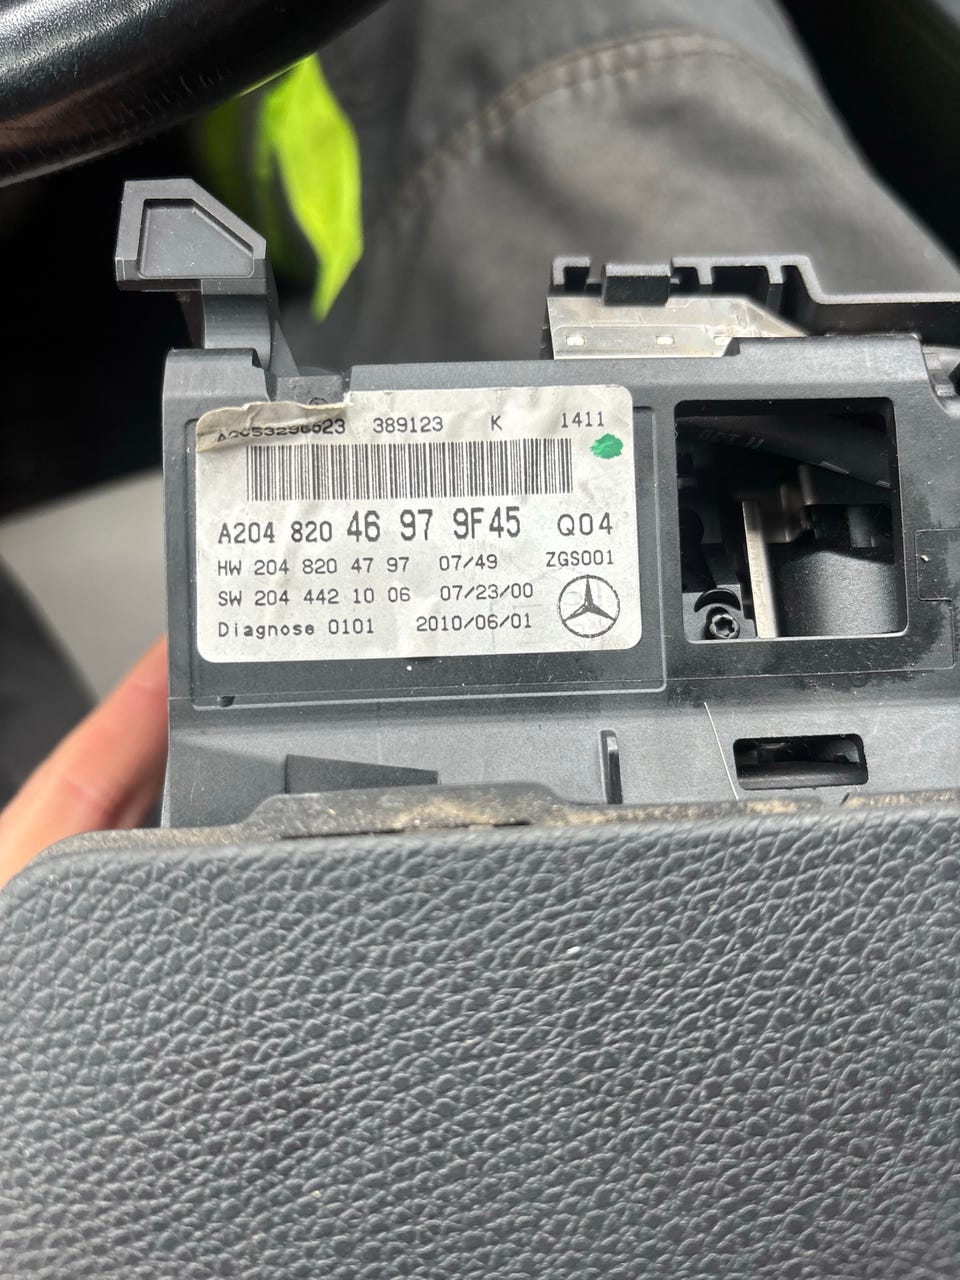 389123 K 1411
A204 820 46 97 9F45 Q04
HW 204 820 47 97 07/49 ZGS001
SW 204 442 10 06 07/23/00
Diagnose 0101 2010/06/01